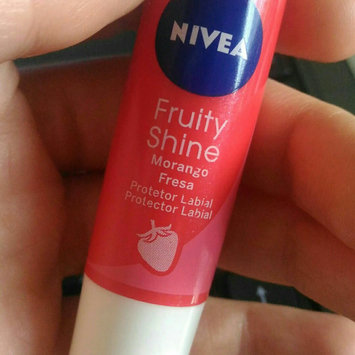 NIVEA
Fruity
Shine
Morango
Fresa
Protetor Labial
Protector Labial